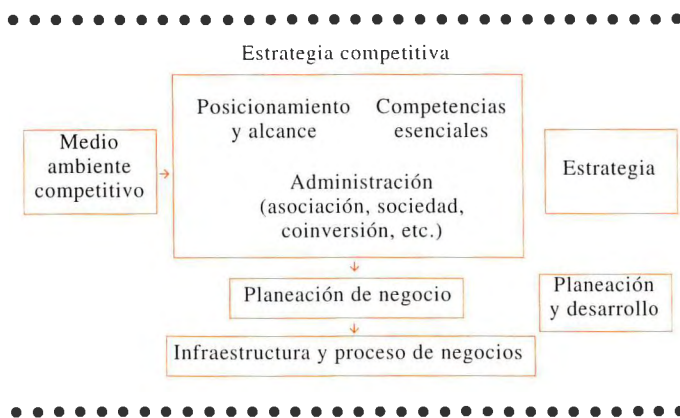 Estrategia competitiva
Posicionamiento
y alcance
Competencias
esenciales
Medio
ambiente
competitivo
Administración
(asociación, sociedad,
coinversión, etc.)
Estrategia
Planeación de negocio
Planeación
y desarrollo
Infraestructura y proceso de negocios